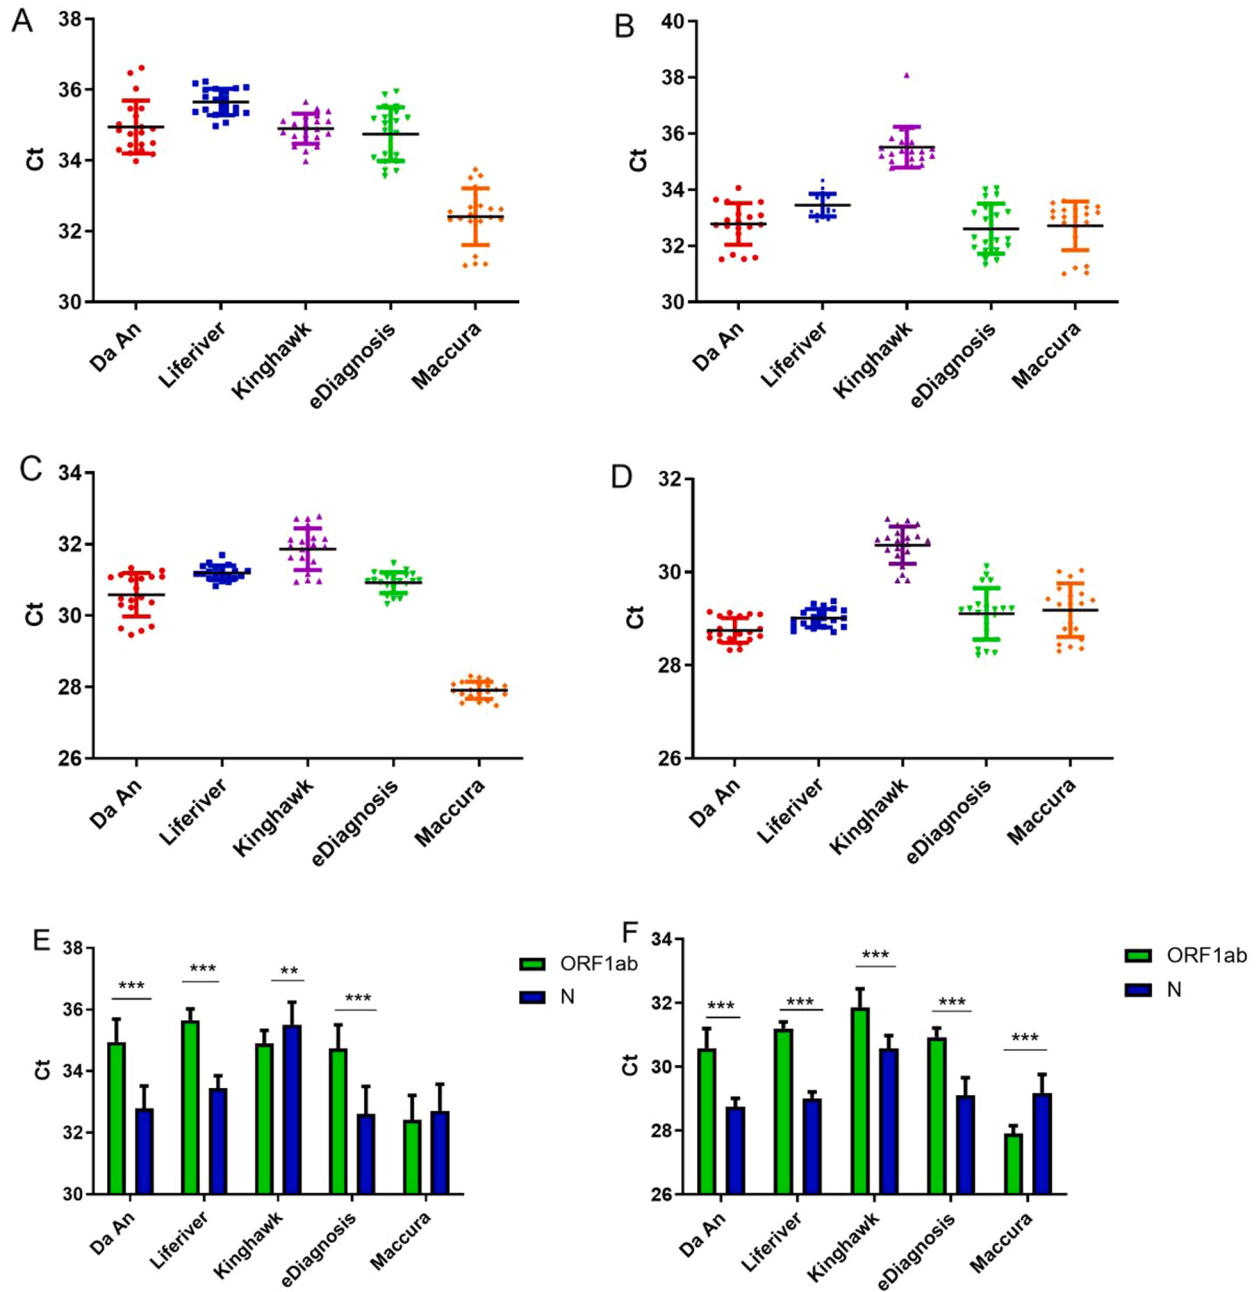 A
38
36
34
32
30
Ct
Da An
Liferiver
Kinghawk
eDiagnosis
Maccura
B
40
38
36
34
32
30
Ct
Da An
Liferiver
Kinghawk
eDiagnosis
Maccura
C
34
32
30
28
26
Ct
Da An
Liferiver
Kinghawk
eDiagnosis
Maccura
D
32
30
28
26
Ct
Da An
Liferiver
Kinghawk
eDiagnosis
Maccura
E
38
36
34
32
30
Ct
***
***
**
***
ORF1ab
N
Da An
Liferiver
Kinghawk
eDiagnosis
Maccura
F
34
32
30
28
26
Ct
***
***
***
***
***
ORF1ab
N
Da An
Liferiver
Kinghawk
eDiagnosis
Maccura